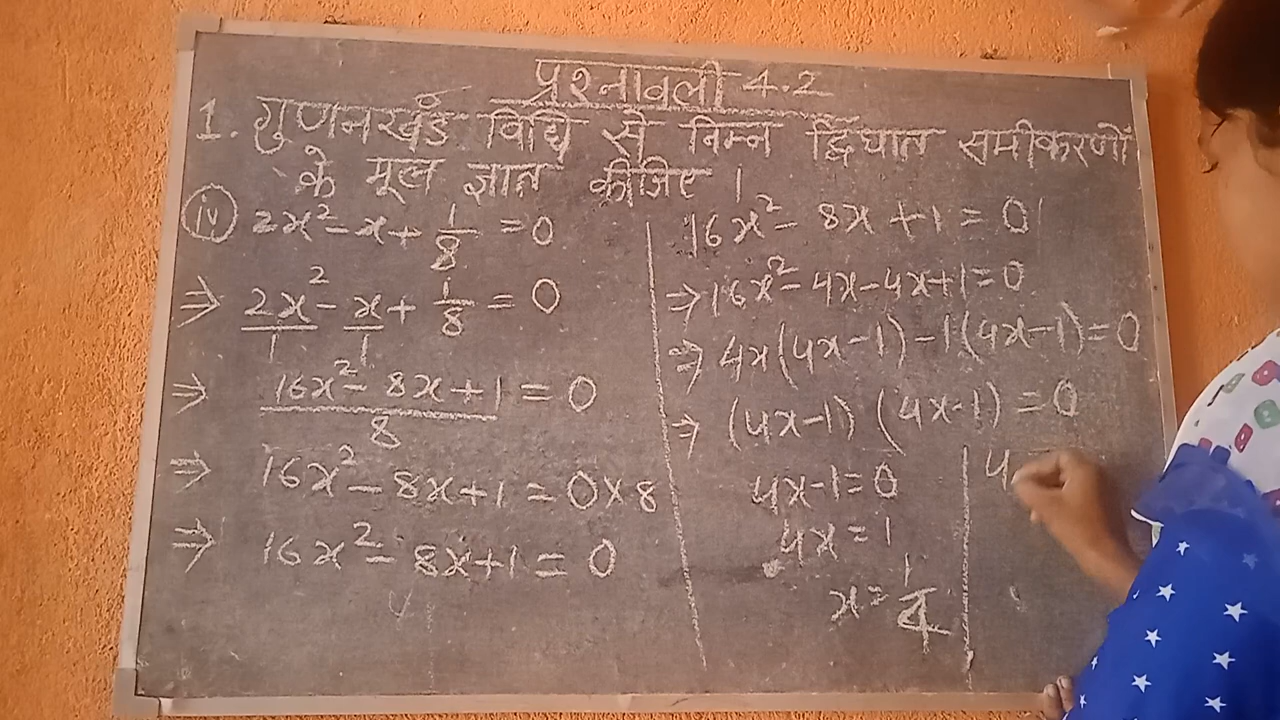 प्रश्नावली 4.2
1. गुणनखंड विधि से निम्न द्विघात समीकरणों
के मूल ज्ञात कीजिए ।
(iv) 2x² - x + 1/8 = 0
⇒ 2x²/1 - x/1 + 1/8 = 0
⇒ (16x² - 8x + 1)/8 = 0
⇒ 16x² - 8x + 1 = 0 × 8
⇒ 16x² - 8x + 1 = 0
16x² - 8x + 1 = 0
⇒ 16x² - 4x - 4x + 1 = 0
⇒ 4x(4x - 1) - 1(4x - 1) = 0
⇒ (4x - 1) (4x - 1) = 0
4x - 1 = 0
4x = 1
x = 1/4
4